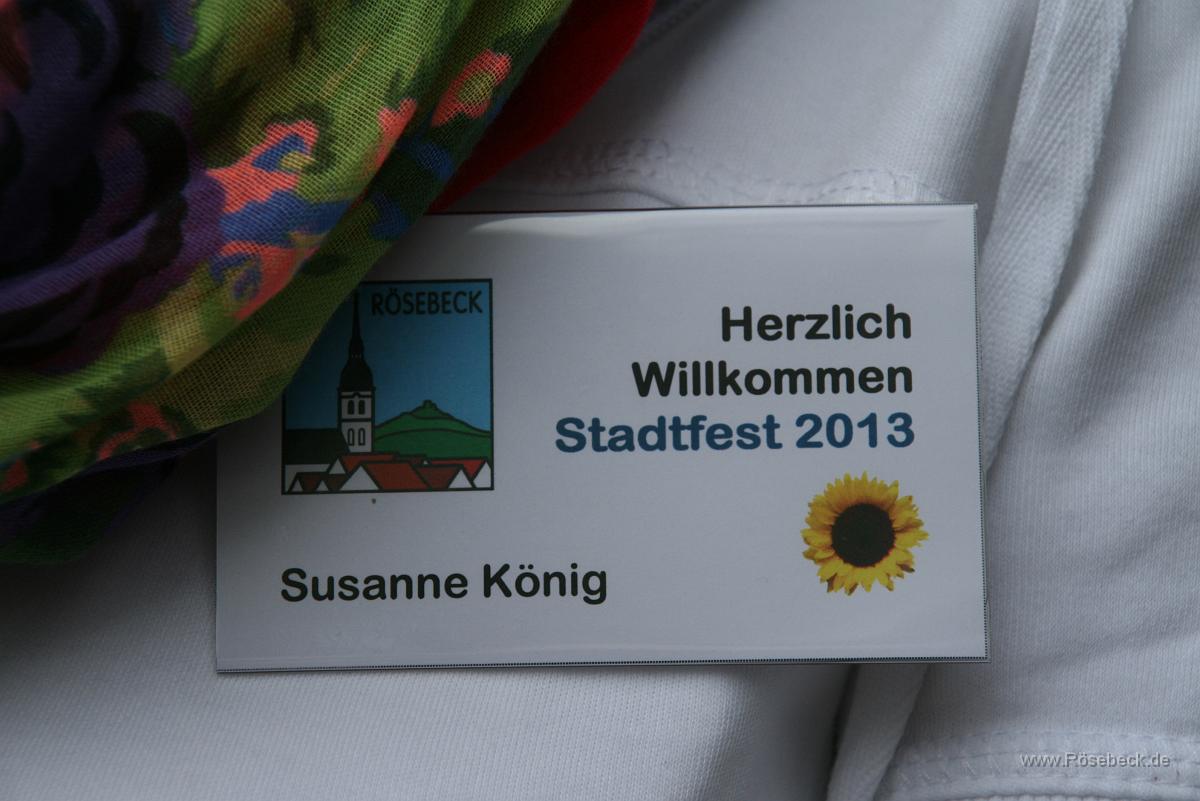 RÖSEBECK
Herzlich
Willkommen
Stadtfest 2013
Susanne König
www.Rösebeck.de